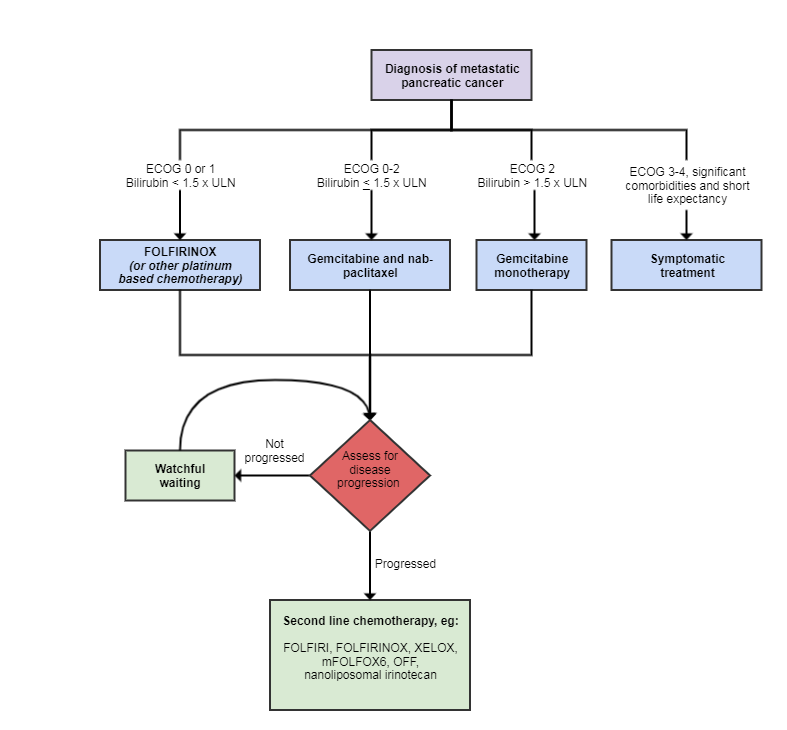 Diagnosis of metastatic
pancreatic cancer
ECOG 0 or 1
Bilirubin < 1.5 x ULN
ECOG 0-2
Bilirubin ≤ 1.5 x ULN
ECOG 2
Bilirubin > 1.5 x ULN
ECOG 3-4, significant
comorbidities and short
life expectancy
FOLFIRINOX
(or other platinum
based chemotherapy)
Gemcitabine and nab-
paclitaxel
Gemcitabine
monotherapy
Symptomatic
treatment
Assess for
disease
progression
Not
progressed
Watchful
waiting
Progressed
Second line chemotherapy, eg:
FOLFIRI, FOLFIRINOX, XELOX,
mFOLFOX6, OFF,
nanoliposomal irinotecan